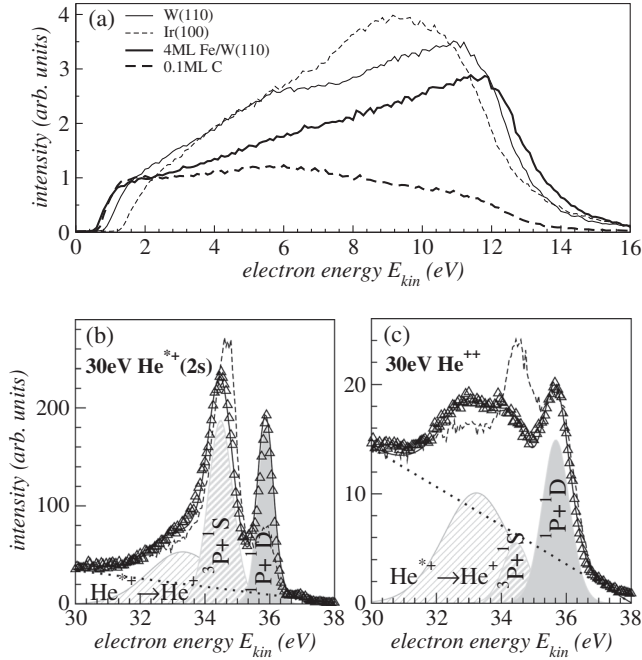 (a)
W(110)
Ir(100)
4ML Fe/W(110)
0.1ML C
intensity (arb. units)
4
3
2
1
0
0 2 4 6 8 10 12 14 16
electron energy E_kin (eV)
(b)
30eV He*+(2s)
intensity (arb. units)
200
100
0
He*+→He+
³P+¹S
¹P+¹D
30 32 34 36 38
electron energy E_kin (eV)
(c)
30eV He++
20
10
0
He*+→He+
³P+¹S
¹P+¹D
30 32 34 36 38
electron energy E_kin (eV)